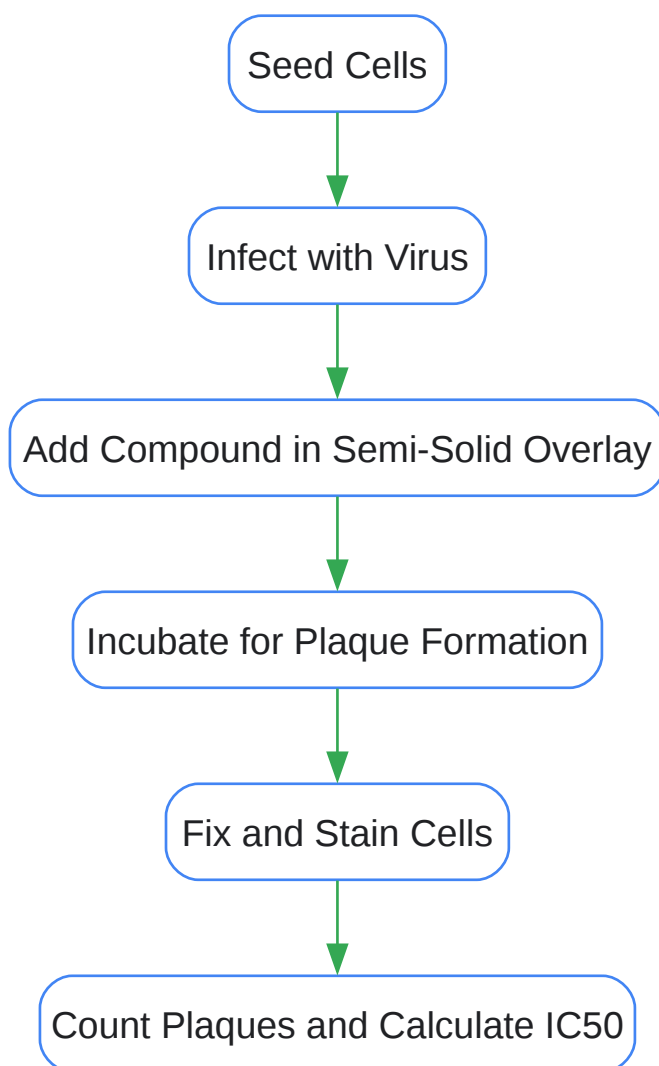 Seed Cells
Infect with Virus
Add Compound in Semi-Solid Overlay
Incubate for Plaque Formation
Fix and Stain Cells
Count Plaques and Calculate IC50